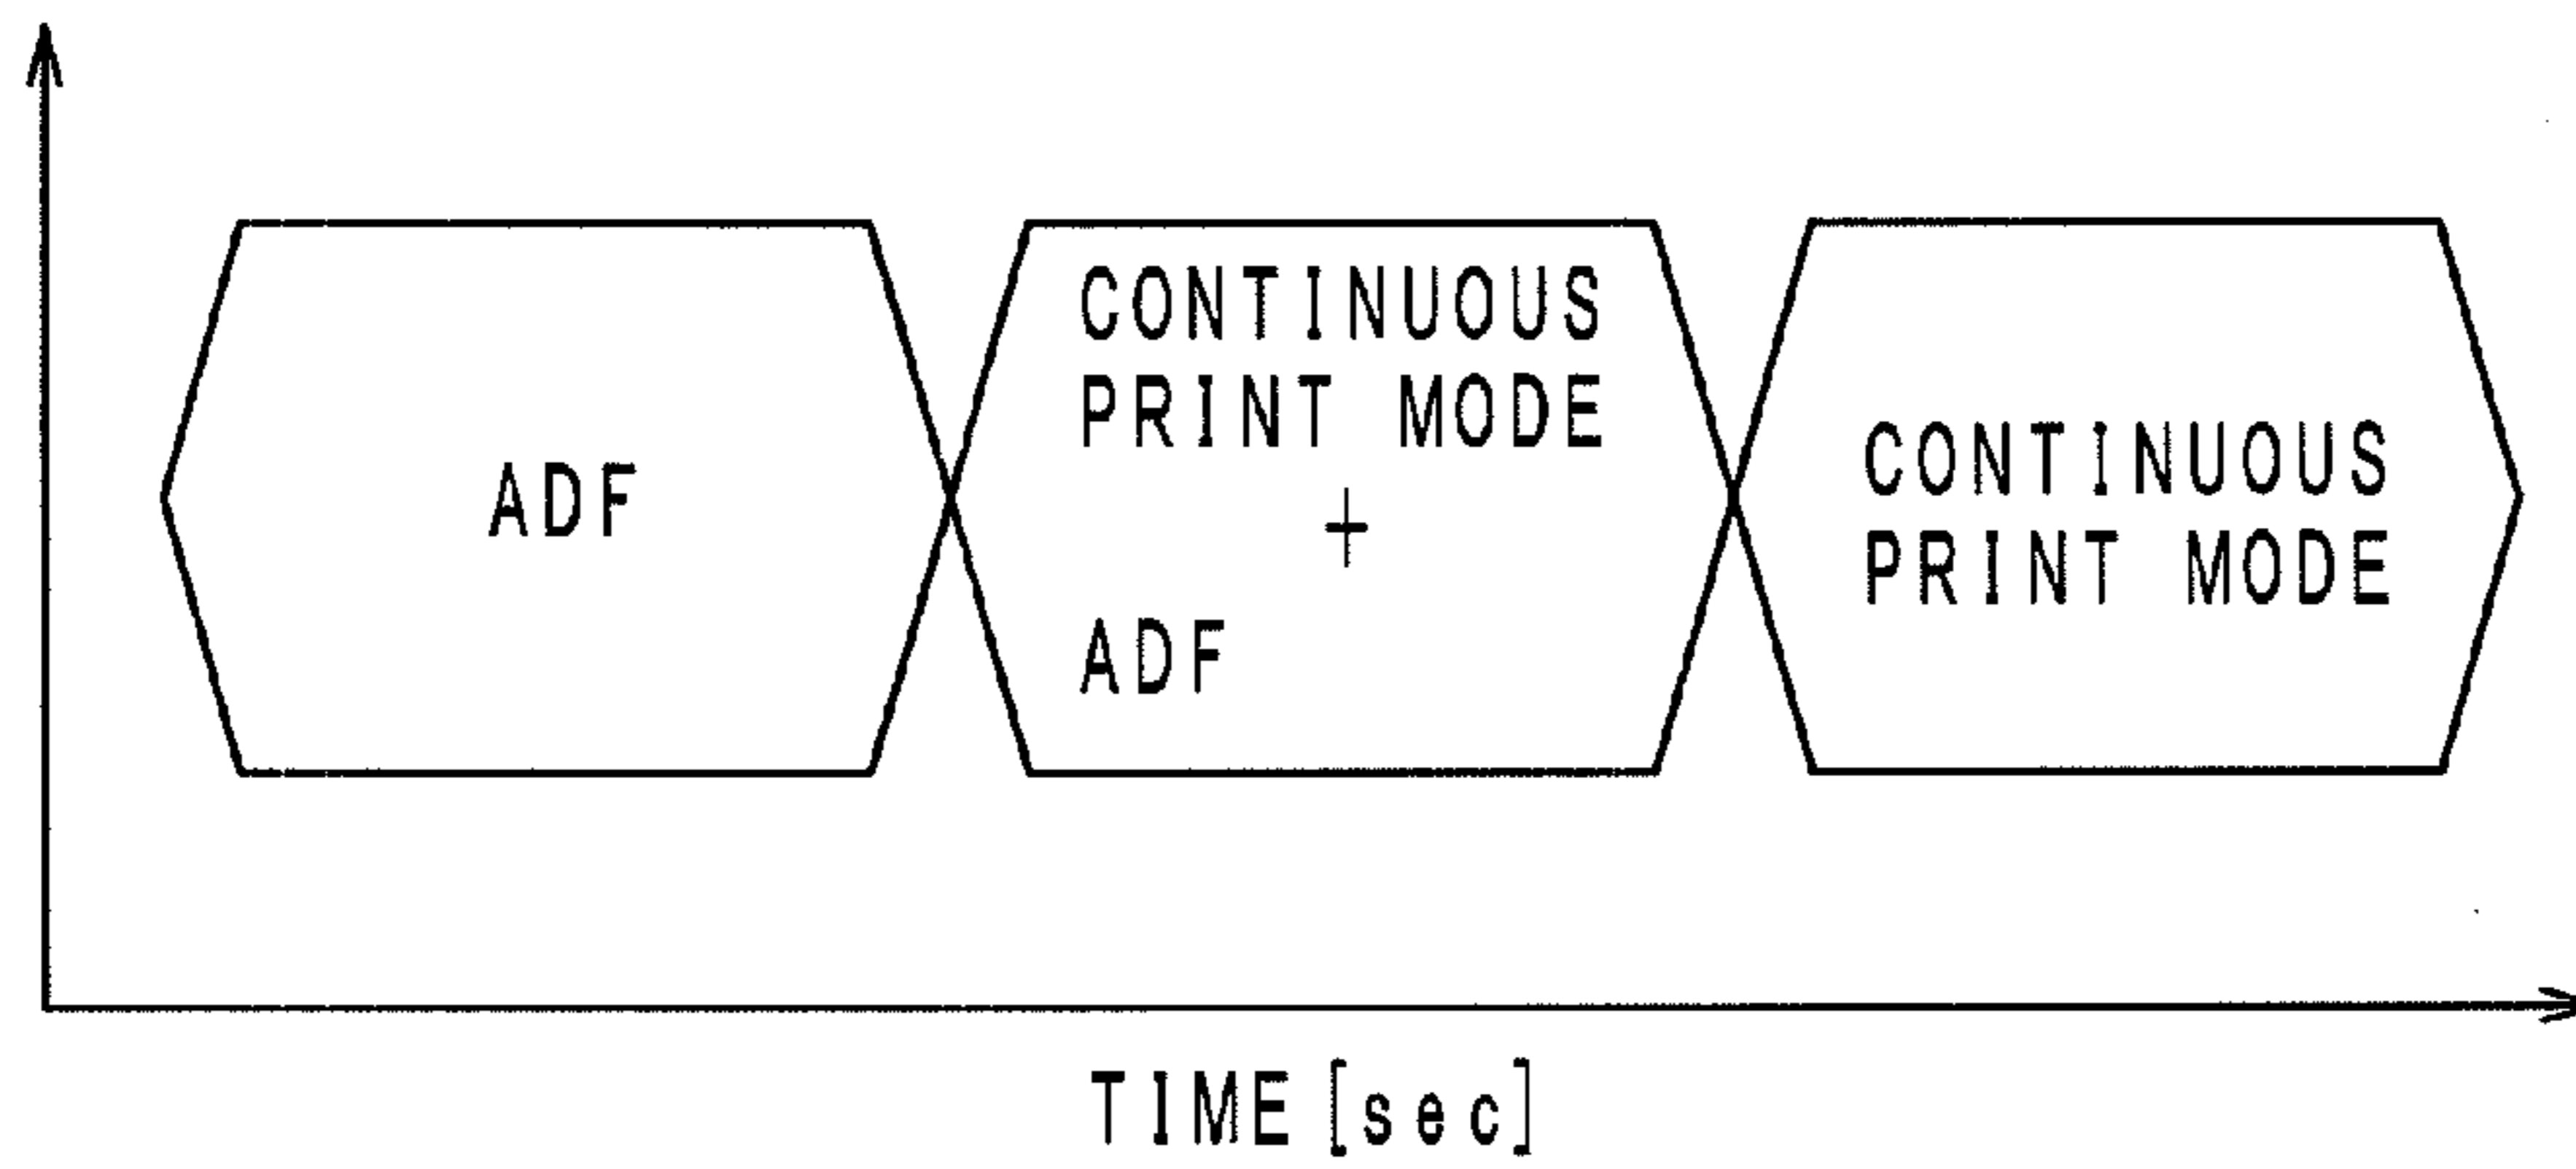 ADF
CONTINUOUS
PRINT MODE
+
ADF
CONTINUOUS
PRINT MODE
TIME [sec]